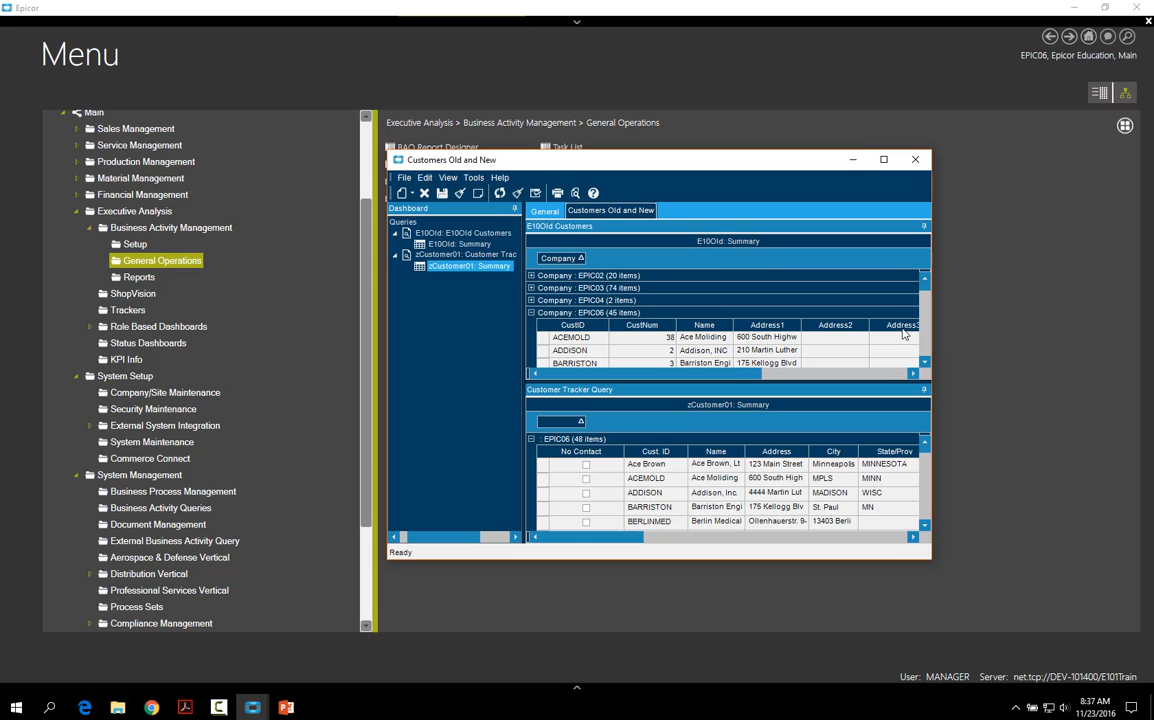 Epicor
Menu
EPIC06, Epicor Education, Main
Main
Sales Management
Service Management
Production Management
Material Management
Financial Management
Executive Analysis
Business Activity Management
Setup
General Operations
Reports
ShopVision
Trackers
Role Based Dashboards
Status Dashboards
KPI Info
System Setup
Company/Site Maintenance
Security Maintenance
External System Integration
System Maintenance
Commerce Connect
System Management
Business Process Management
Business Activity Queries
Document Management
External Business Activity Query
Aerospace & Defense Vertical
Distribution Vertical
Professional Services Vertical
Process Sets
Compliance Management
Executive Analysis > Business Activity Management > General Operations
BAQ Report Designer Task List
Customers Old and New
File Edit View Tools Help
Dashboard
Queries
E10Old: E10Old Customers
E10Old: Summary
zCustomer01: Customer Trac
zCustomer01: Summary
General Customers Old and New
E10Old Customers
E10Old: Summary
Company
Company : EPIC02 (20 items)
Company : EPIC03 (74 items)
Company : EPIC04 (2 items)
Company : EPIC06 (45 items)
CustID CustNum Name Address1 Address2 Address3
ACEMOLD 38 Ace Moliding 600 South Highw
ADDISON 2 Addison, INC 210 Martin Luther
BARRISTON 3 Barriston Engi 175 Kellogg Blvd
Customer Tracker Query
zCustomer01: Summary
: EPIC06 (48 items)
No Contact Cust. ID Name Address City State/Prov
Ace Brown Ace Brown, Lt 123 Main Street Minneapolis MINNESOTA
ACEMOLD Ace Moliding 600 South High MPLS MINN
ADDISON Addison, Inc. 4444 Martin Lut MADISON WISC
BARRISTON Barriston Engi 175 Kellogg Blv St. Paul MN
BERLINMED Berlin Medical Ollenhauerstr. 9- 13403 Berli
Ready
User: MANAGER Server: net.tcp://DEV-101400/E101Train
8:37 AM
11/23/2016